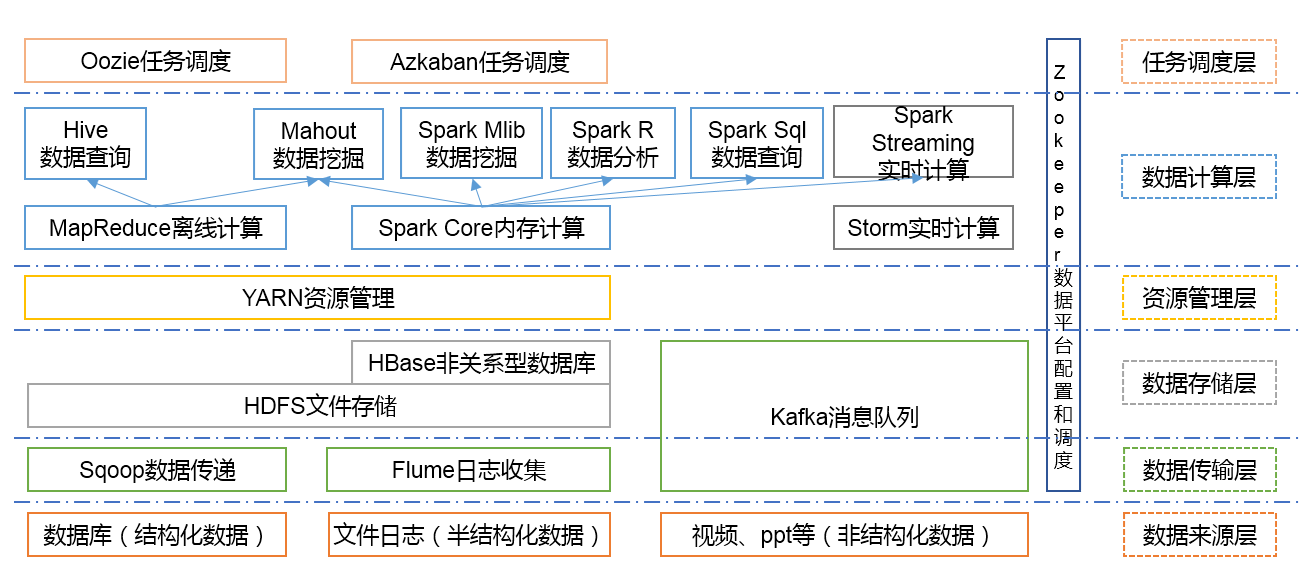 Oozie任务调度
Azkaban任务调度
任务调度层
Hive
数据查询
Mahout
数据挖掘
Spark Mlib
数据挖掘
Spark R
数据分析
Spark Sql
数据查询
Spark
Streaming
实时计算
数据计算层
MapReduce离线计算
Spark Core内存计算
Storm实时计算
Zookeeper数据平台配置和调度
YARN资源管理
资源管理层
HBase非关系型数据库
HDFS文件存储
Kafka消息队列
数据存储层
Sqoop数据传递
Flume日志收集
数据传输层
数据库（结构化数据）
文件日志（半结构化数据）
视频、ppt等（非结构化数据）
数据来源层